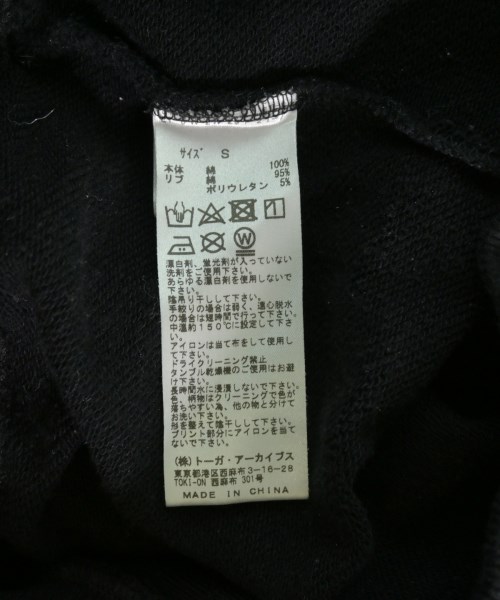 サイズ S
本体 綿 100%
リブ 綿 95%
ポリウレタン 5%
漂白剤、蛍光剤が入っていない
洗剤をご使用下さい。
あらゆる漂白剤を使用しないで
下さい。
陰吊り干しして下さい。
手絞りの場合は弱く、遠心脱水
の場合は短時間で行って下さい。
中温約150℃に設定して下さ
い。
アイロンは当て布をして使用し
て下さい。
ドライクリーニング禁止
タンブル乾燥機のご使用はお避
け下さい。
長時間水に浸漬しないで下さい。
色、柄物はクリーニングで色が
落ちやすい為、他の物と分けて
お洗い下さい。
形を整えて陰干しして下さい。
プリント部分にアイロンを当て
ないで下さい。
(株)トーガ・アーカイブス
東京都港区西麻布3-16-28
TOKI-ON 西麻布 301号
MADE IN CHINA